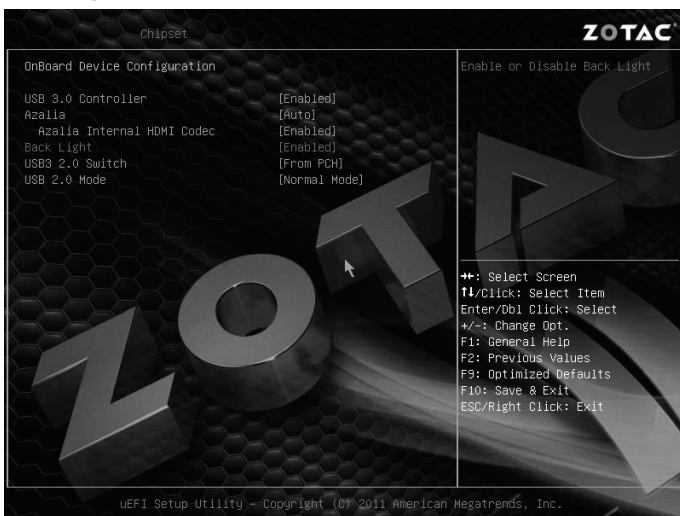 Chipset
ZOTAC
OnBoard Device Configuration
USB 3.0 Controller [Enabled]
Azalia [Auto]
Azalia Internal HDMI Codec [Enabled]
Back Light [Enabled]
USB3 2.0 Switch [From PCH]
USB 2.0 Mode [Normal Mode]
Enable or Disable Back Light
→←: Select Screen
↑↓/Click: Select Item
Enter/Dbl Click: Select
+/-: Change Opt.
F1: General Help
F2: Previous Values
F9: Optimized Defaults
F10: Save & Exit
ESC/Right Click: Exit
ZOTAC
uEFI Setup Utility - Copyright (C) 2011 American Megatrends, Inc.